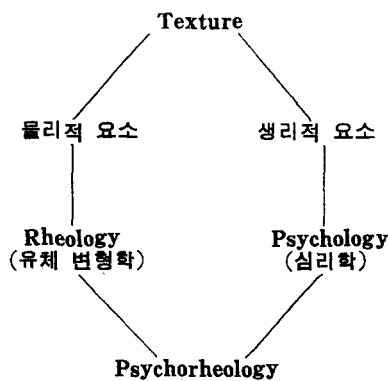 Texture
물리적 요소
생리적 요소
Rheology
(유체 변형학)
Psychology
(심리학)
Psychorheology